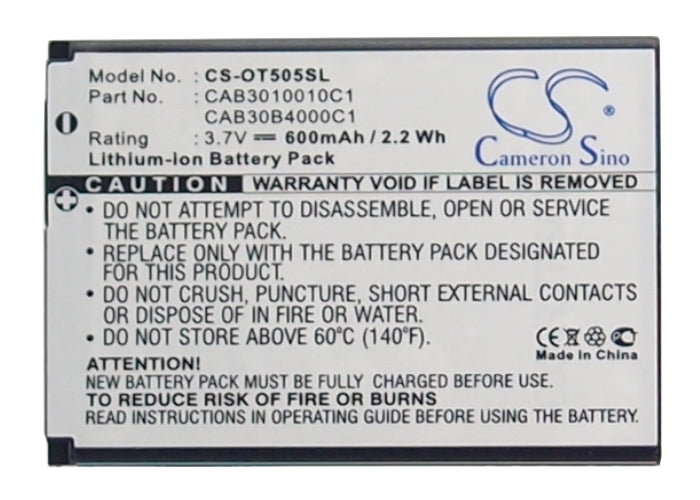 Model No. : CS-OT505SL
Part No. : CAB3010010C1
CAB30B4000C1
Rating : 3.7V 600mAh / 2.2 Wh
Lithium-ion Battery Pack
CS
Cameron Sino
CAUTION WARRANTY VOID IF LABEL IS REMOVED
• DO NOT ATTEMPT TO DISASSEMBLE, OPEN OR SERVICE
THE BATTERY PACK.
• REPLACE ONLY WITH THE BATTERY PACK DESIGNATED
FOR THIS PRODUCT.
• DO NOT CRUSH, PUNCTURE, SHORT EXTERNAL CONTACTS
OR DISPOSE OF IN FIRE OR WATER.
• DO NOT STORE ABOVE 60°C (140°F).
CE
Made in China
ATTENTION!
NEW BATTERY PACK MUST BE FULLY CHARGED BEFORE USE.
TO REDUCE RISK OF FIRE OR BURNS
READ INSTRUCTIONS IN OPERATING GUIDE BEFORE USING THE BATTERY.